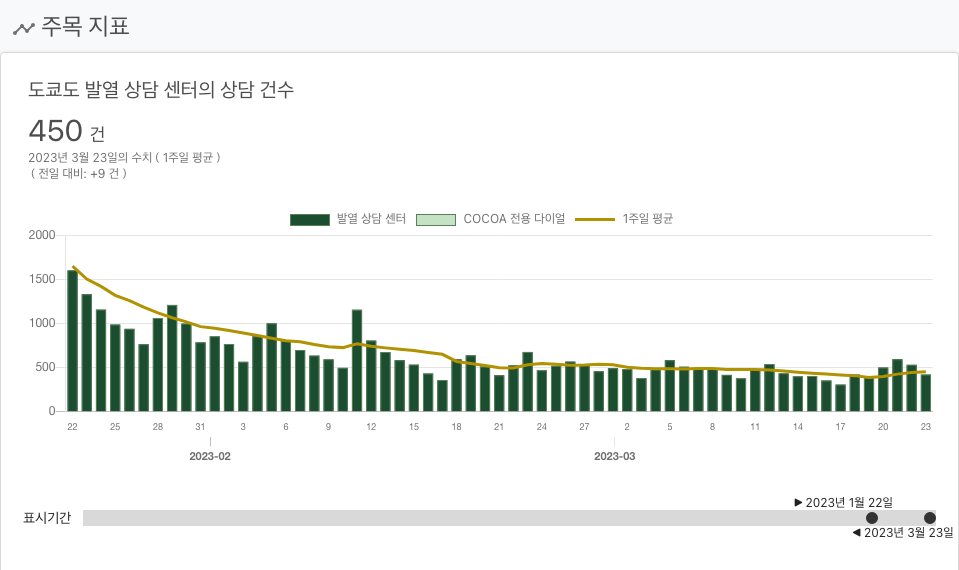 주목 지표
도쿄도 발열 상담 센터의 상담 건수
450 건
2023년 3월 23일의 수치 ( 1주일 평균 )
( 전일 대비: +9 건 )
발열 상담 센터 COCOA 전용 다이얼 1주일 평균
2000
1500
1000
500
0
22 25 28 31 3 6 9 12 15 18 21 24 27 2 5 8 11 14 17 20 23
2023-02 2023-03
▶ 2023년 1월 22일
표시기간
◀ 2023년 3월 23일